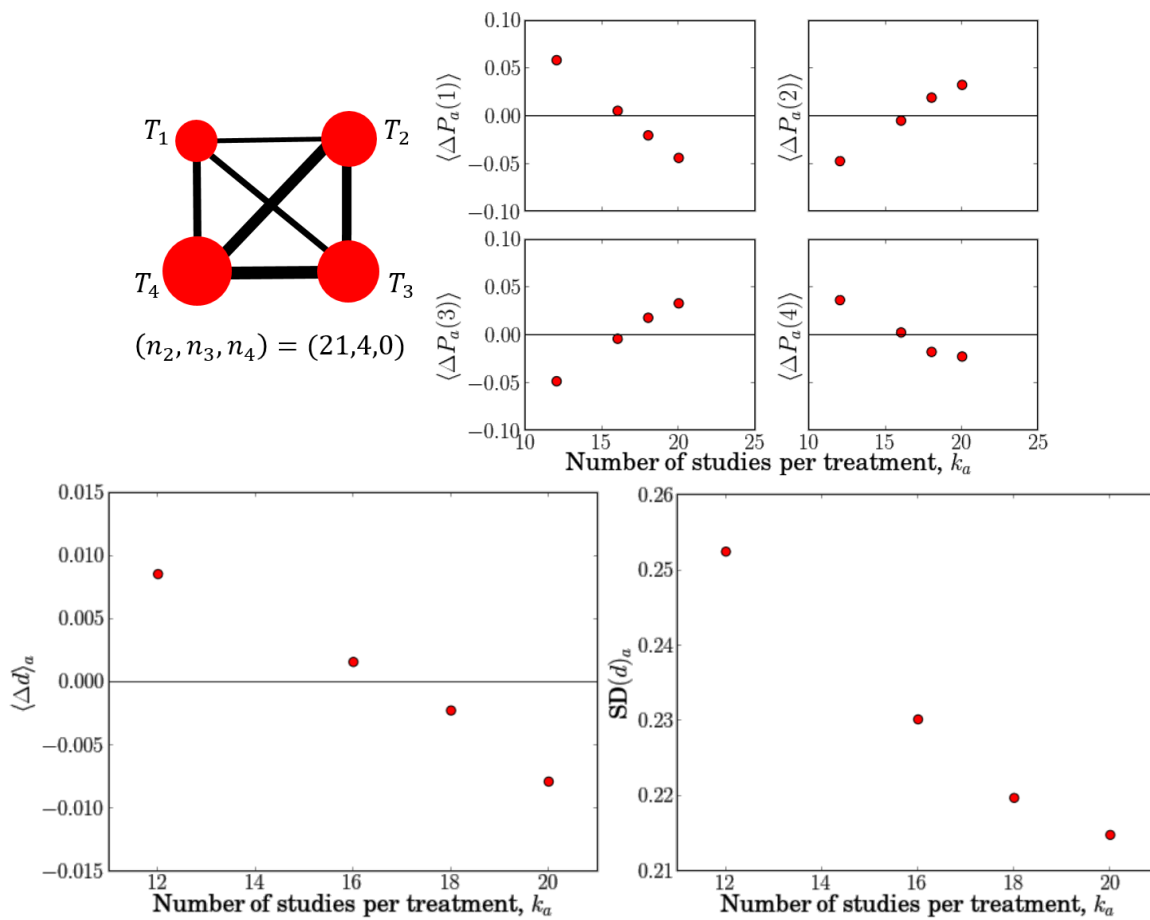 T₁
T₂
T₄
T₃
(n₂, n₃, n₄) = (21,4,0)
0.10
0.05
0.00
−0.05
−0.10
⟨ΔPₐ(1)⟩
⟨ΔPₐ(2)⟩
0.10
0.05
0.00
−0.05
−0.10
⟨ΔPₐ(3)⟩
⟨ΔPₐ(4)⟩
10 15 20 25
10 15 20 25
Number of studies per treatment, kₐ
0.015
0.010
0.005
0.000
−0.005
−0.010
−0.015
⟨Δd⟩ₐ
12 14 16 18 20
Number of studies per treatment, kₐ
0.26
0.25
0.24
0.23
0.22
0.21
SD(d)ₐ
12 14 16 18 20
Number of studies per treatment, kₐ